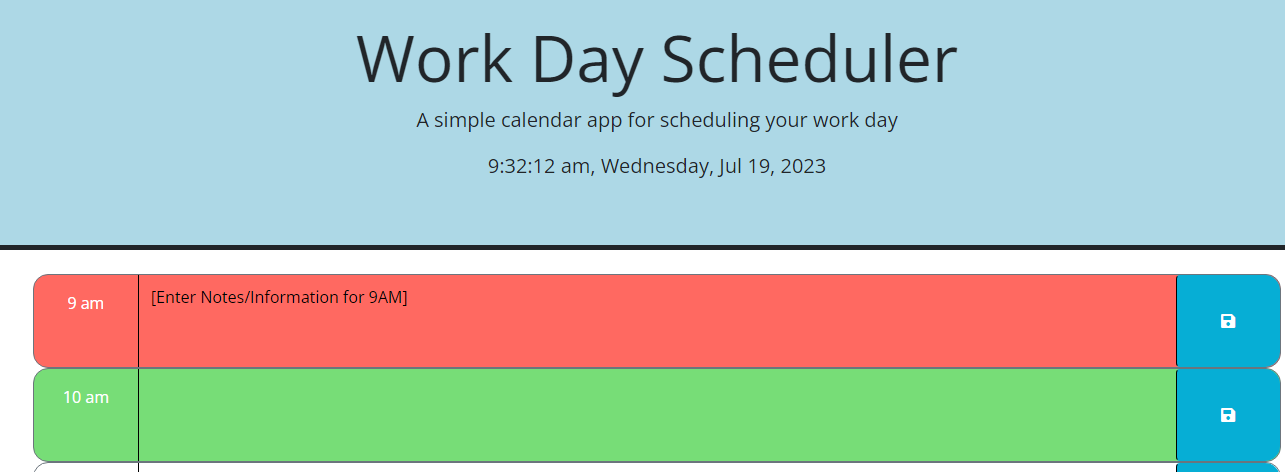 Work Day Scheduler
A simple calendar app for scheduling your work day
9:32:12 am, Wednesday, Jul 19, 2023
9 am
[Enter Notes/Information for 9AM]
10 am